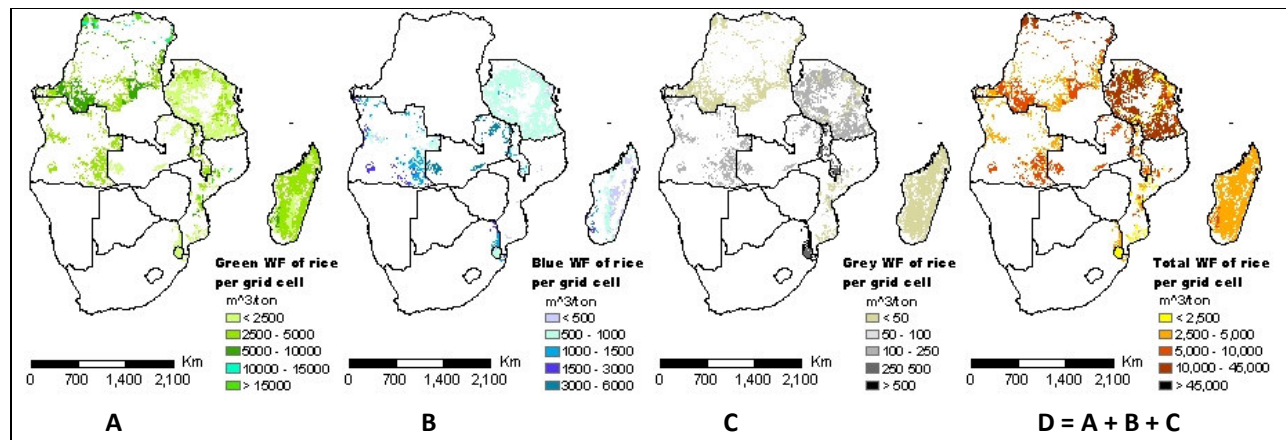 Green WF of rice
per grid cell
m^3/ton
< 2500
2500 - 5000
5000 - 10000
10000 - 15000
> 15000
Km
0 700 1,400 2,100
A
Blue WF of rice
per grid cell
m^3/ton
< 500
500 - 1000
1000 - 1500
1500 - 3000
3000 - 6000
Km
0 700 1,400 2,100
B
Grey WF of rice
per grid cell
m^3/ton
< 50
50 - 100
100 - 250
250 500
> 500
Km
0 700 1,400 2,100
C
Total WF of rice
per grid cell
m^3/ton
< 2,500
2,500 - 5,000
5,000 - 10,000
10,000 - 45,000
> 45,000
Km
0 700 1,400 2,100
D = A + B + C